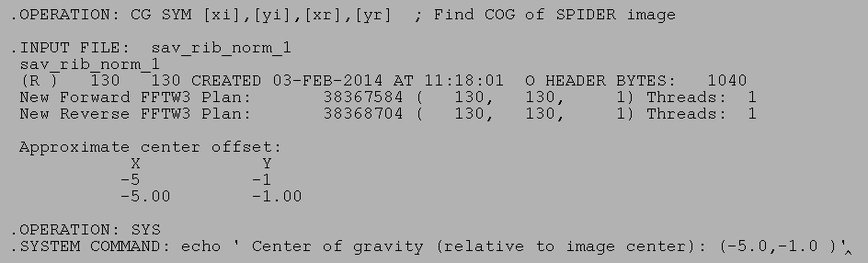 .OPERATION: CG SYM [xi],[yi],[xr],[yr]  ; Find COG of SPIDER image
.INPUT FILE:  sav_rib_norm_1
sav_rib_norm_1
(R )   130   130 CREATED 03-FEB-2014 AT 11:18:01  O HEADER BYTES:   1040
New Forward FFTW3 Plan:       38367584 (   130,   130,     1) Threads:  1
New Reverse FFTW3 Plan:       38368704 (   130,   130,     1) Threads:  1
Approximate center offset:
X            Y
-5           -1
-5.00        -1.00
.OPERATION: SYS
.SYSTEM COMMAND: echo ' Center of gravity (relative to image center): (-5.0,-1.0 )'^